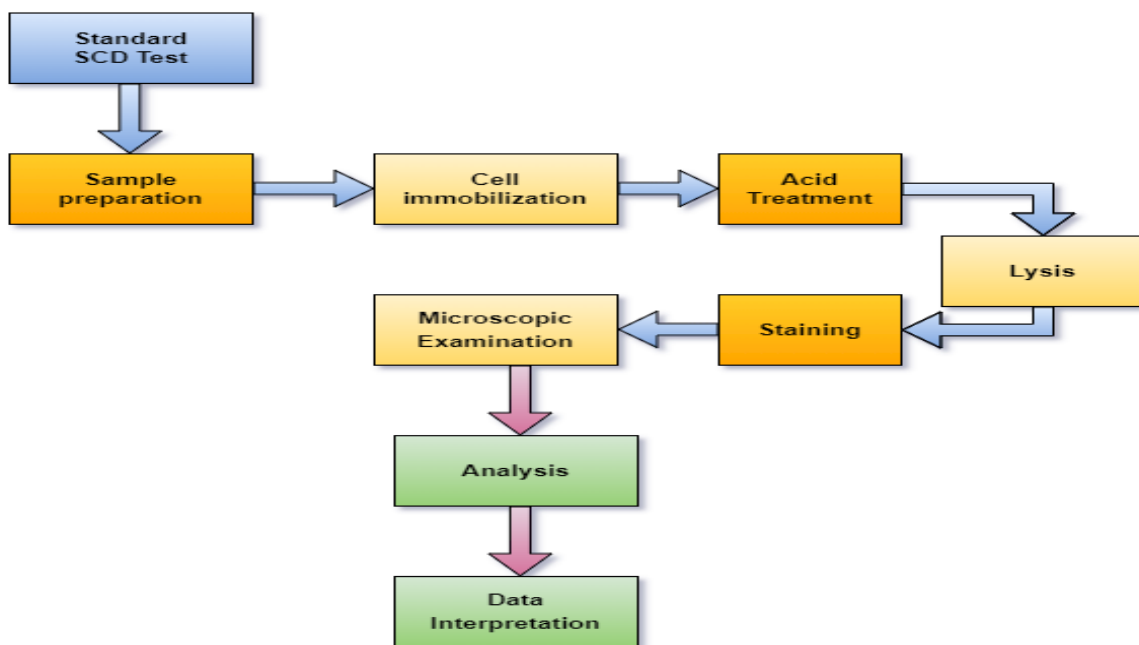 Standard
SCD Test
Sample
preparation
Cell
immobilization
Acid
Treatment
Lysis
Staining
Microscopic
Examination
Analysis
Data
Interpretation